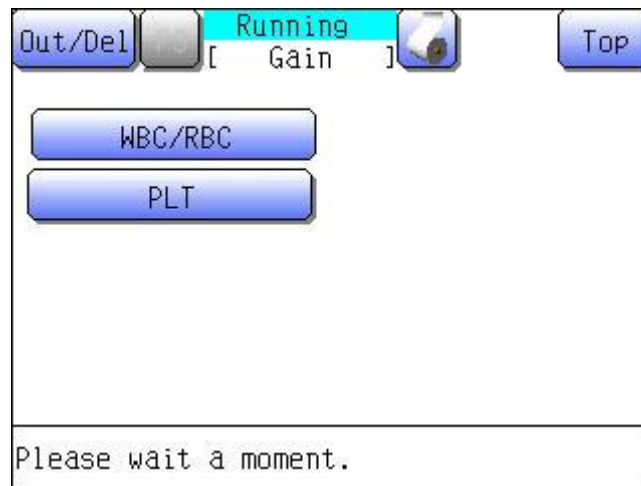 Out/Del
Running
[ Gain ]
Top
WBC/RBC
PLT
Please wait a moment.